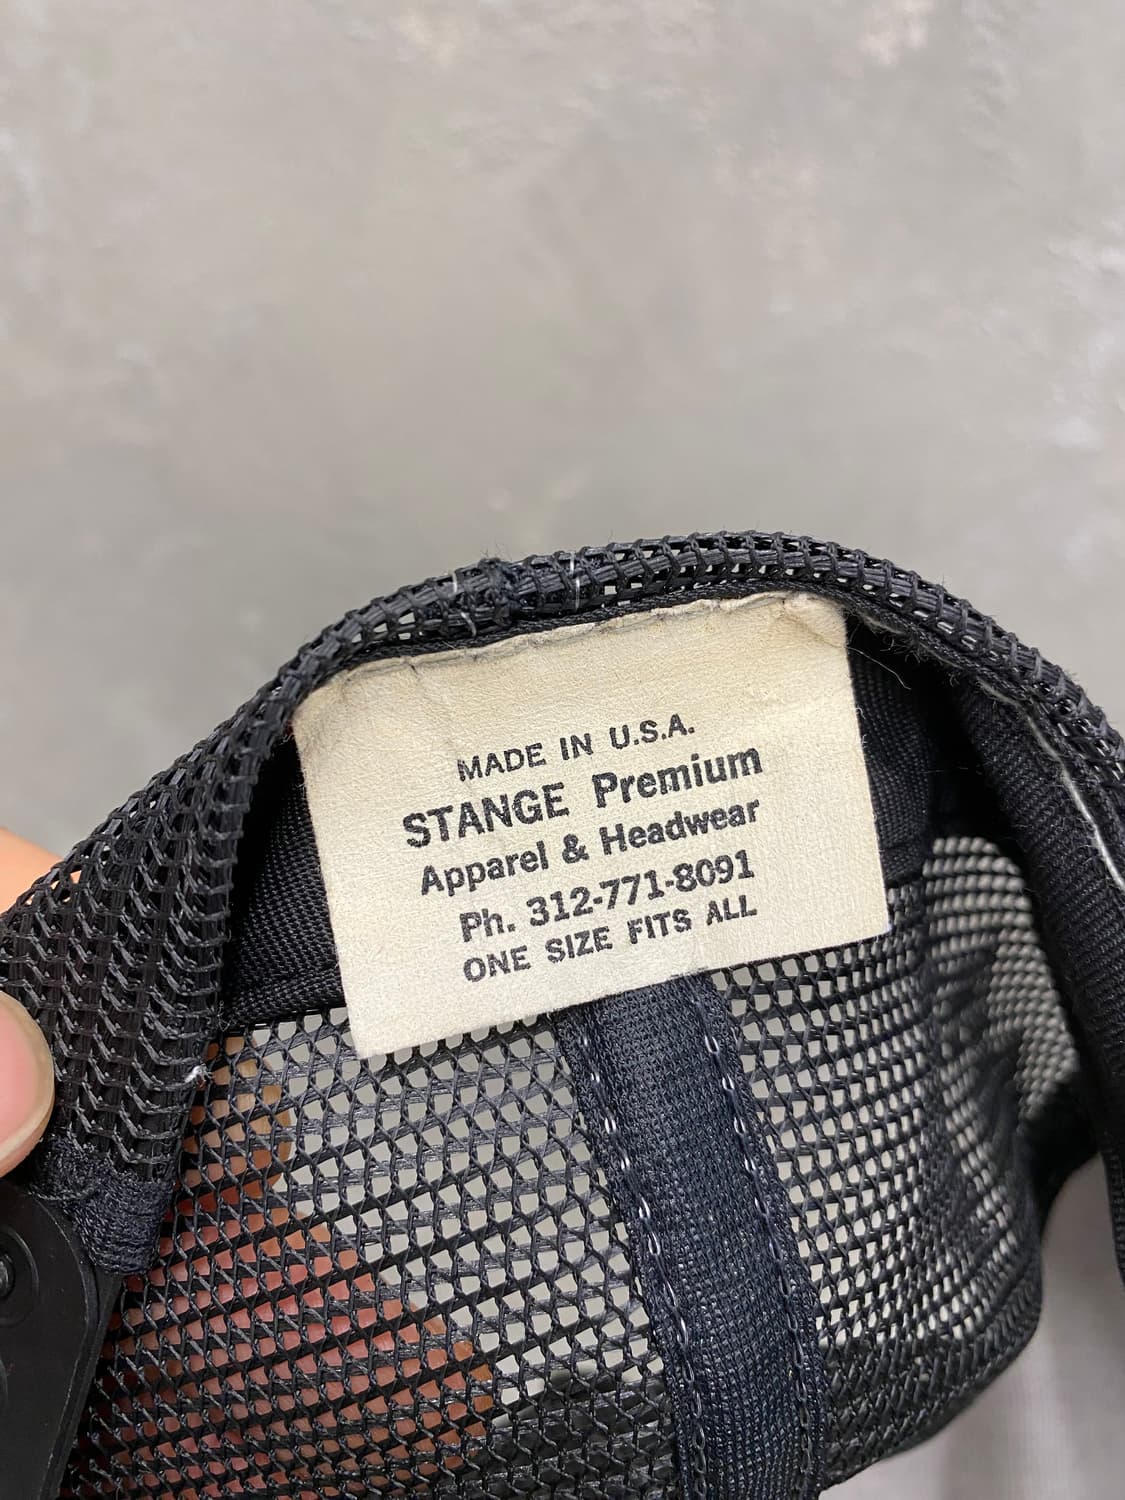 MADE IN U.S.A.
STANGE Premium
Apparel & Headwear
Ph. 312-771-8091
ONE SIZE FITS ALL